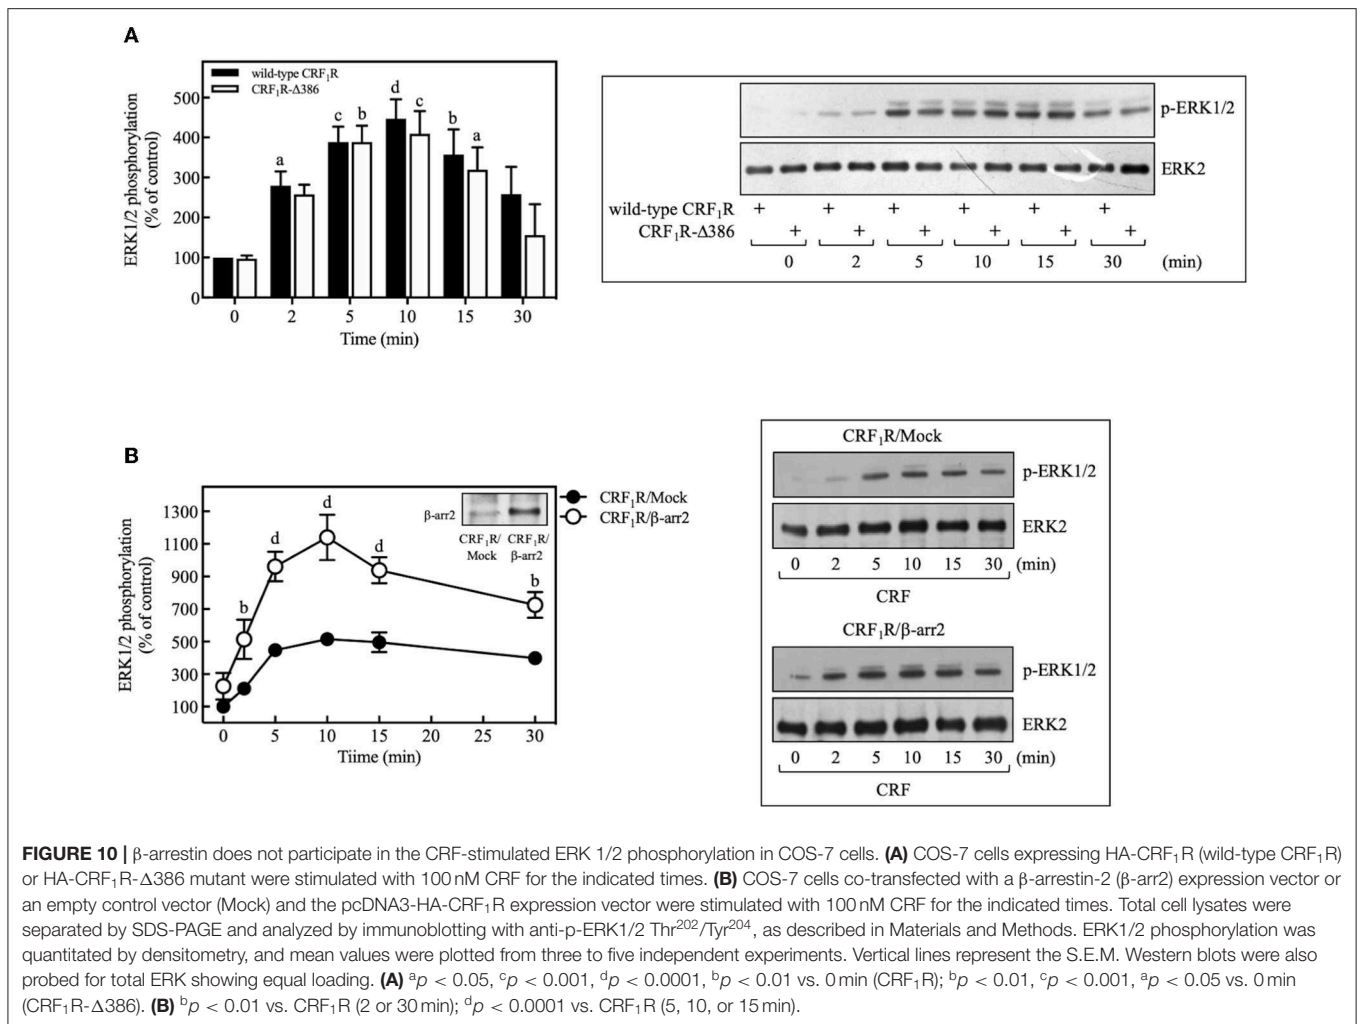 A
wild-type CRF₁R
CRF₁R-Δ386
ERK1/2 phosphorylation
(% of control)
500
400
300
200
100
0
a
c
b
d
c
b
a
0 2 5 10 15 30
Time (min)
p-ERK1/2
ERK2
wild-type CRF₁R + + + + + +
CRF₁R-Δ386 + + + + + +
0 2 5 10 15 30 (min)
B
ERK1/2 phosphorylation
(% of control)
1300
1100
900
700
500
300
100
b
d
d
d
b
β-arr2
CRF₁R/ CRF₁R/
Mock β-arr2
CRF₁R/Mock
CRF₁R/β-arr2
0 5 10 15 20 25 30
Tiime (min)
CRF₁R/Mock
p-ERK1/2
ERK2
0 2 5 10 15 30 (min)
CRF
CRF₁R/β-arr2
p-ERK1/2
ERK2
0 2 5 10 15 30 (min)
CRF
FIGURE 10 | β-arrestin does not participate in the CRF-stimulated ERK 1/2 phosphorylation in COS-7 cells. (A) COS-7 cells expressing HA-CRF₁R (wild-type CRF₁R)
or HA-CRF₁R-Δ386 mutant were stimulated with 100 nM CRF for the indicated times. (B) COS-7 cells co-transfected with a β-arrestin-2 (β-arr2) expression vector or
an empty control vector (Mock) and the pcDNA3-HA-CRF₁R expression vector were stimulated with 100 nM CRF for the indicated times. Total cell lysates were
separated by SDS-PAGE and analyzed by immunoblotting with anti-p-ERK1/2 Thr²⁰²/Tyr²⁰⁴, as described in Materials and Methods. ERK1/2 phosphorylation was
quantitated by densitometry, and mean values were plotted from three to five independent experiments. Vertical lines represent the S.E.M. Western blots were also
probed for total ERK showing equal loading. (A) ᵃp < 0.05, ᶜp < 0.001, ᵈp < 0.0001, ᵇp < 0.01 vs. 0 min (CRF₁R); ᵇp < 0.01, ᶜp < 0.001, ᵃp < 0.05 vs. 0 min
(CRF₁R-Δ386). (B) ᵇp < 0.01 vs. CRF₁R (2 or 30 min); ᵈp < 0.0001 vs. CRF₁R (5, 10, or 15 min).